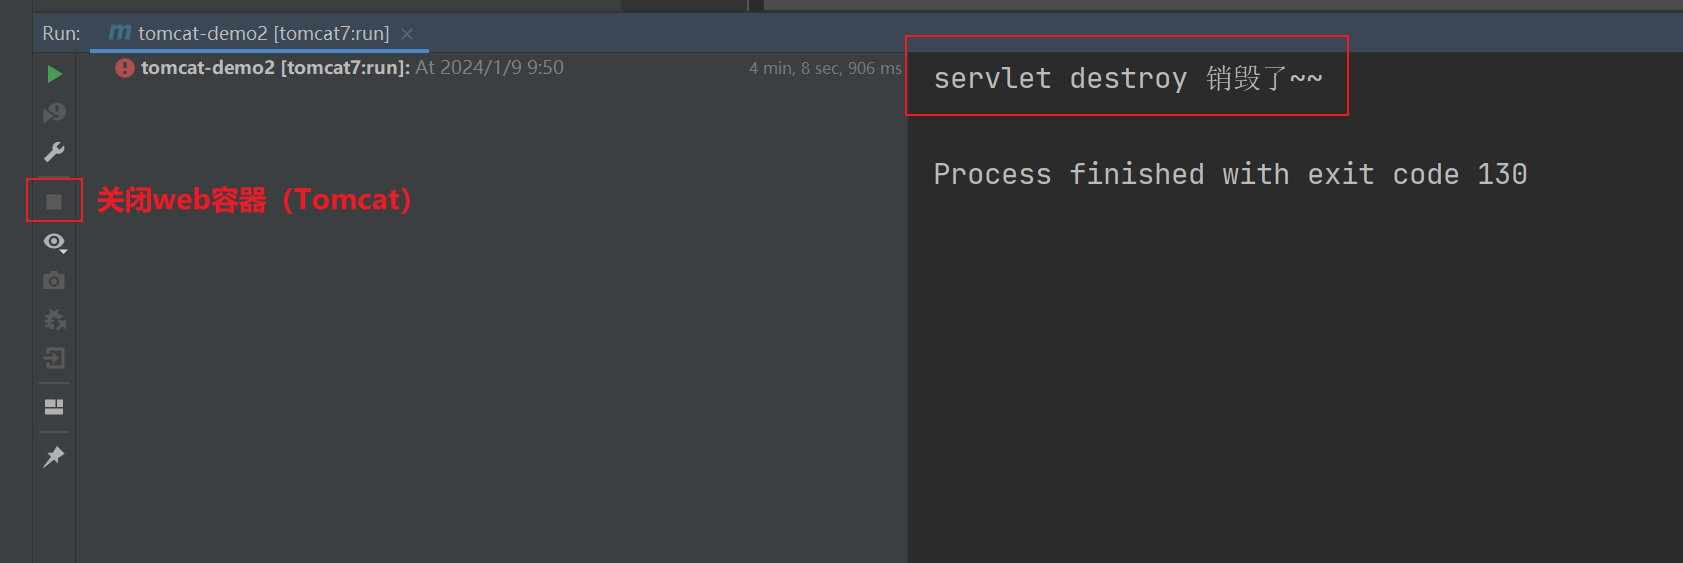 Run: tomcat-demo2 [tomcat7:run]
tomcat-demo2 [tomcat7:run]: At 2024/1/9 9:50 4 min, 8 sec, 906 ms
servlet destroy 销毁了~~
Process finished with exit code 130
关闭web容器（Tomcat）